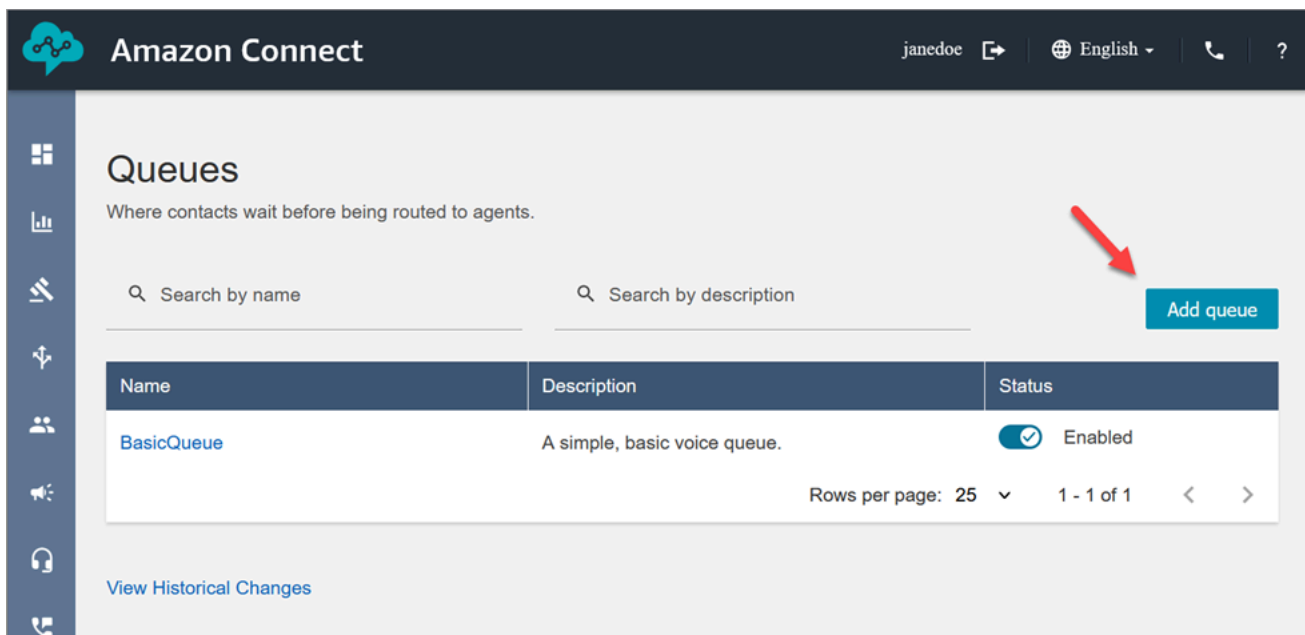 Amazon Connect janedoe English ?
Queues
Where contacts wait before being routed to agents.
Search by name Search by description
Add queue
Name Description Status
BasicQueue A simple, basic voice queue. Enabled
Rows per page: 25 1 - 1 of 1
View Historical Changes